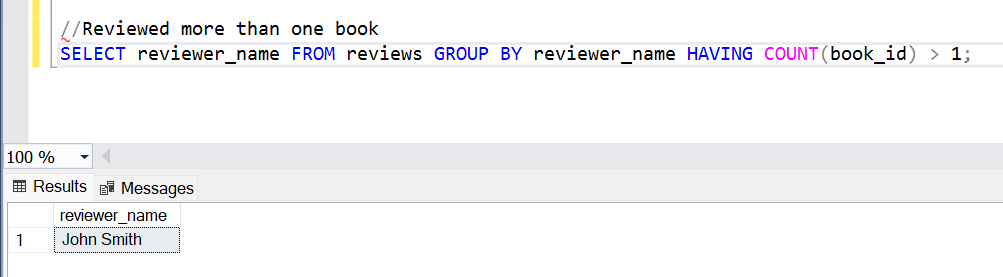 //Reviewed more than one book
SELECT reviewer_name FROM reviews GROUP BY reviewer_name HAVING COUNT(book_id) > 1;
100 %
Results Messages
reviewer_name
1 John Smith